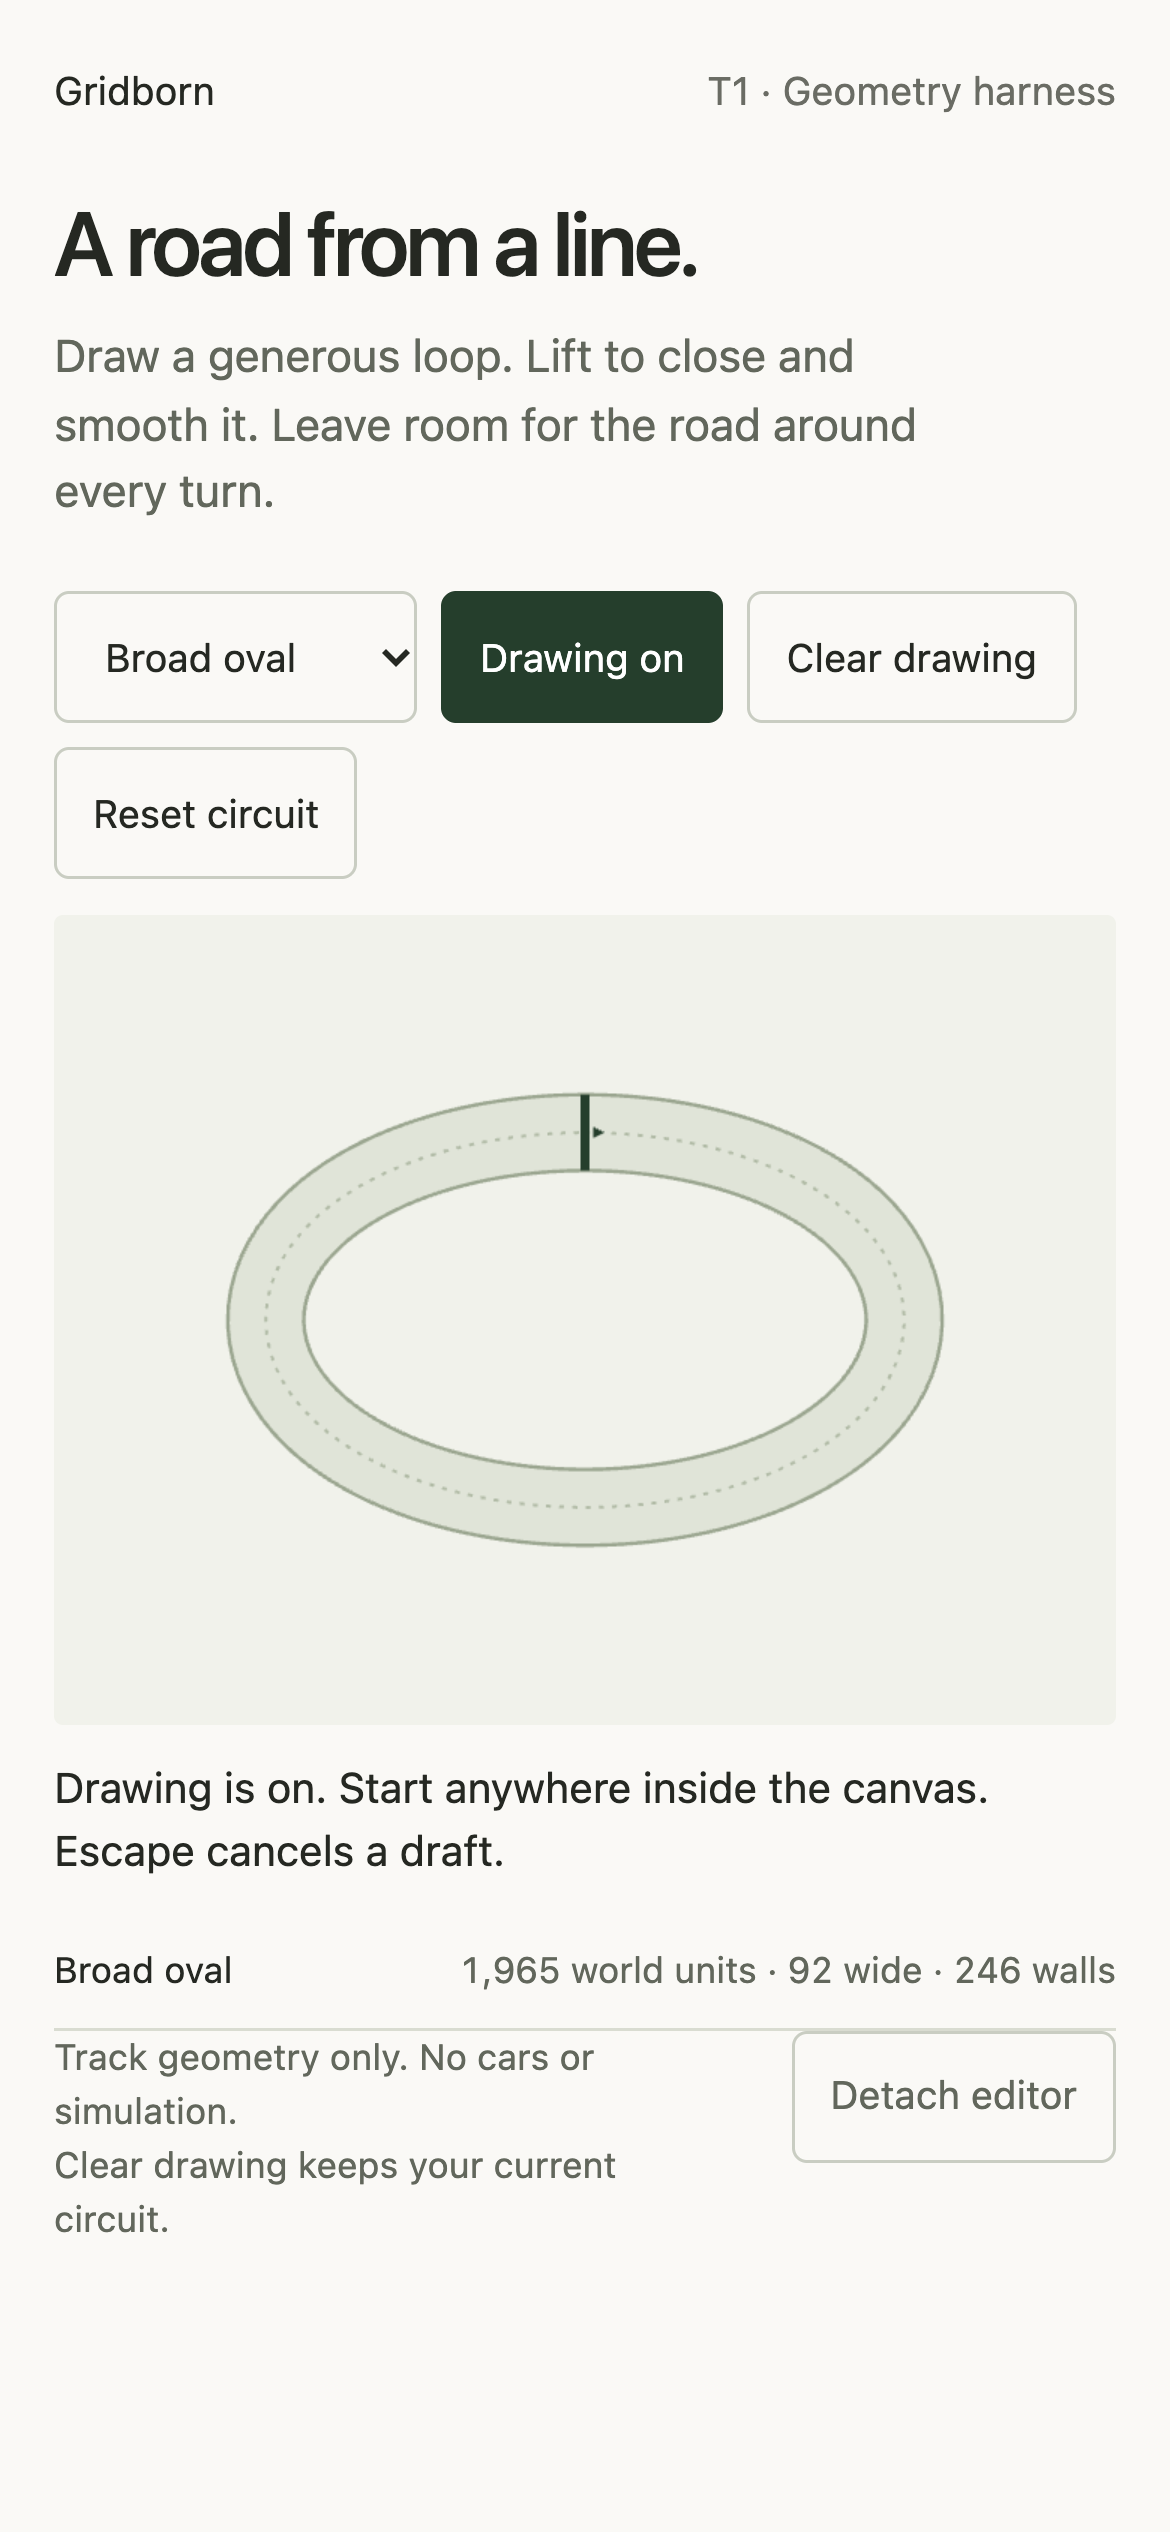 Gridborn
T1 · Geometry harness
A road from a line.
Draw a generous loop. Lift to close and
smooth it. Leave room for the road around
every turn.
Broad oval
Drawing on
Clear drawing
Reset circuit
Drawing is on. Start anywhere inside the canvas.
Escape cancels a draft.
Broad oval
1,965 world units · 92 wide · 246 walls
Track geometry only. No cars or
simulation.
Clear drawing keeps your current
circuit.
Detach editor